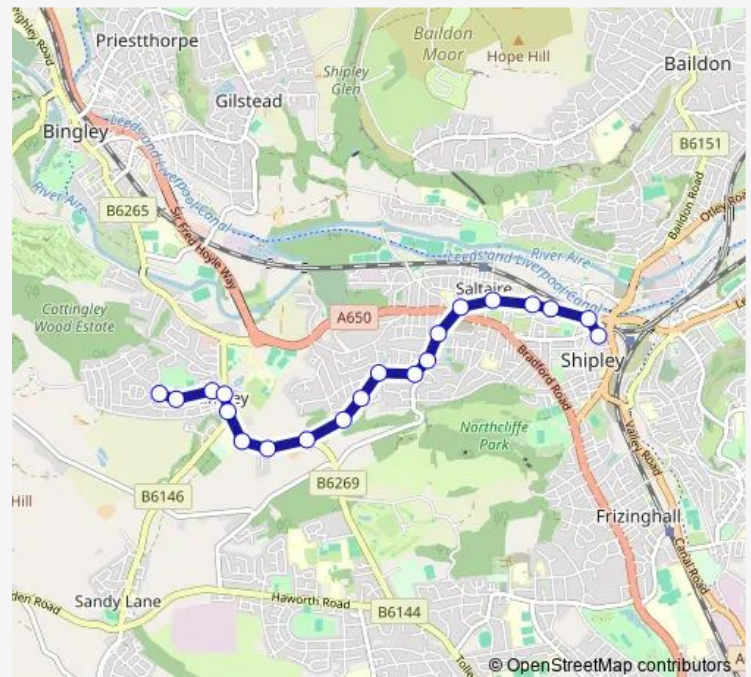 Priestthorpe
Baildon
Moor
Hope Hill
Baildon
Shipley
Glen
Gilstead
Bingley
B6151
Leeds and Liverpool Canal
River Aire
B6265
Sir Fred Hoyle Way
Baildon Road
Otley Roa
River Aire
Leeds and Liverpool Canal
Saltaire
Cottingley
Wood Estate
A650
Shipley
Bradford Road
Northcliffe
Park
Valley Road
B6146
B6269
Hill
Frizinghall
Canal Road
Sandy Lane
Haworth Road
B6144
den Road
Tolle
© OpenStreetMap contributors